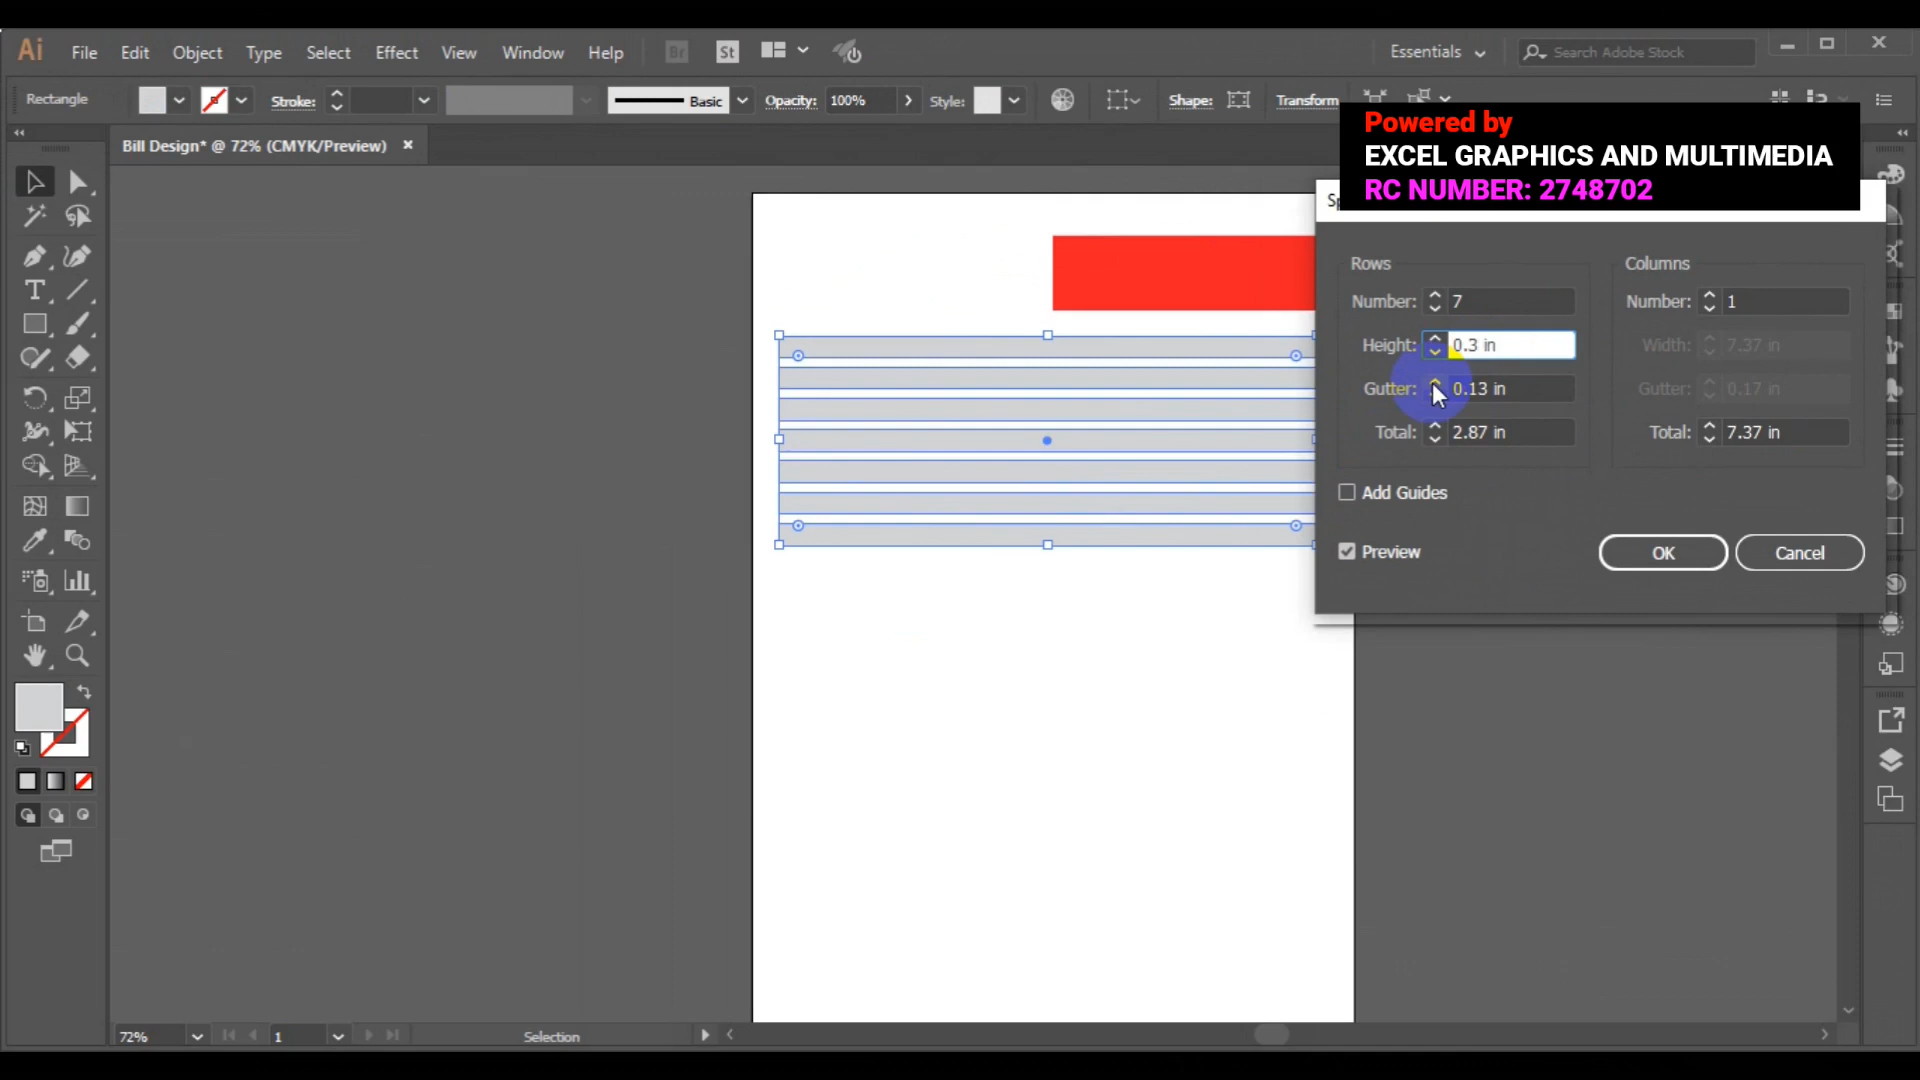 Ai File Edit Object Type Select Effect View Window Help Br St Essentials Search Adobe Stock
Rectangle Stroke: Basic Opacity: 100% Style: Shape: Transform
Powered by
EXCEL GRAPHICS AND MULTIMEDIA
RC NUMBER: 2748702
Bill Design* @ 72% (CMYK/Preview)
Rows Columns
Number: 7 Number: 1
Height: 0.3 in Width: 7.37 in
Gutter: 0.13 in Gutter: 0.17 in
Total: 2.87 in Total: 7.37 in
Add Guides
Preview OK Cancel
72% 1 Selection